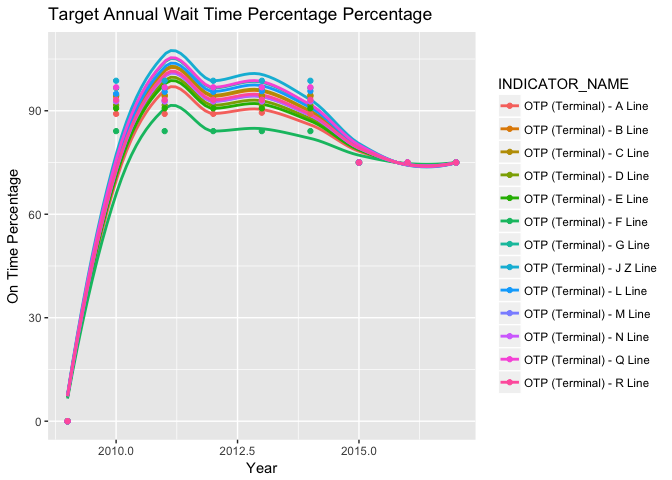 Target Annual Wait Time Percentage Percentage
On Time Percentage
90
60
30
0
2010.0
2012.5
2015.0
Year
INDICATOR_NAME
OTP (Terminal) - A Line
OTP (Terminal) - B Line
OTP (Terminal) - C Line
OTP (Terminal) - D Line
OTP (Terminal) - E Line
OTP (Terminal) - F Line
OTP (Terminal) - G Line
OTP (Terminal) - J Z Line
OTP (Terminal) - L Line
OTP (Terminal) - M Line
OTP (Terminal) - N Line
OTP (Terminal) - Q Line
OTP (Terminal) - R Line